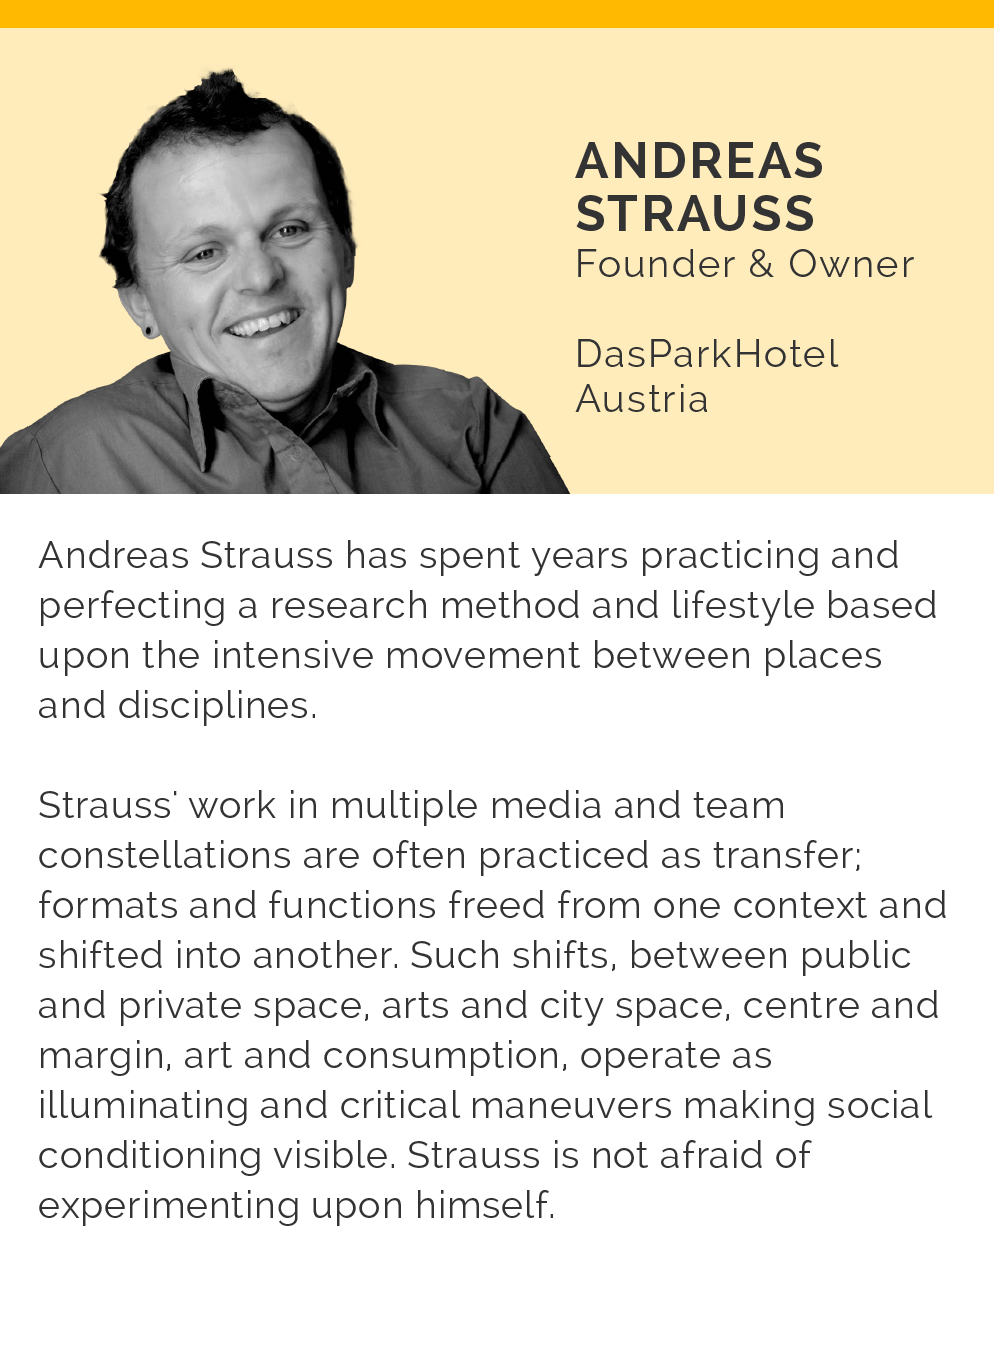 ANDREAS
STRAUSS
Founder & Owner
DasParkHotel
Austria
Andreas Strauss has spent years practicing and
perfecting a research method and lifestyle based
upon the intensive movement between places
and disciplines.
Strauss' work in multiple media and team
constellations are often practiced as transfer;
formats and functions freed from one context and
shifted into another. Such shifts, between public
and private space, arts and city space, centre and
margin, art and consumption, operate as
illuminating and critical maneuvers making social
conditioning visible. Strauss is not afraid of
experimenting upon himself.